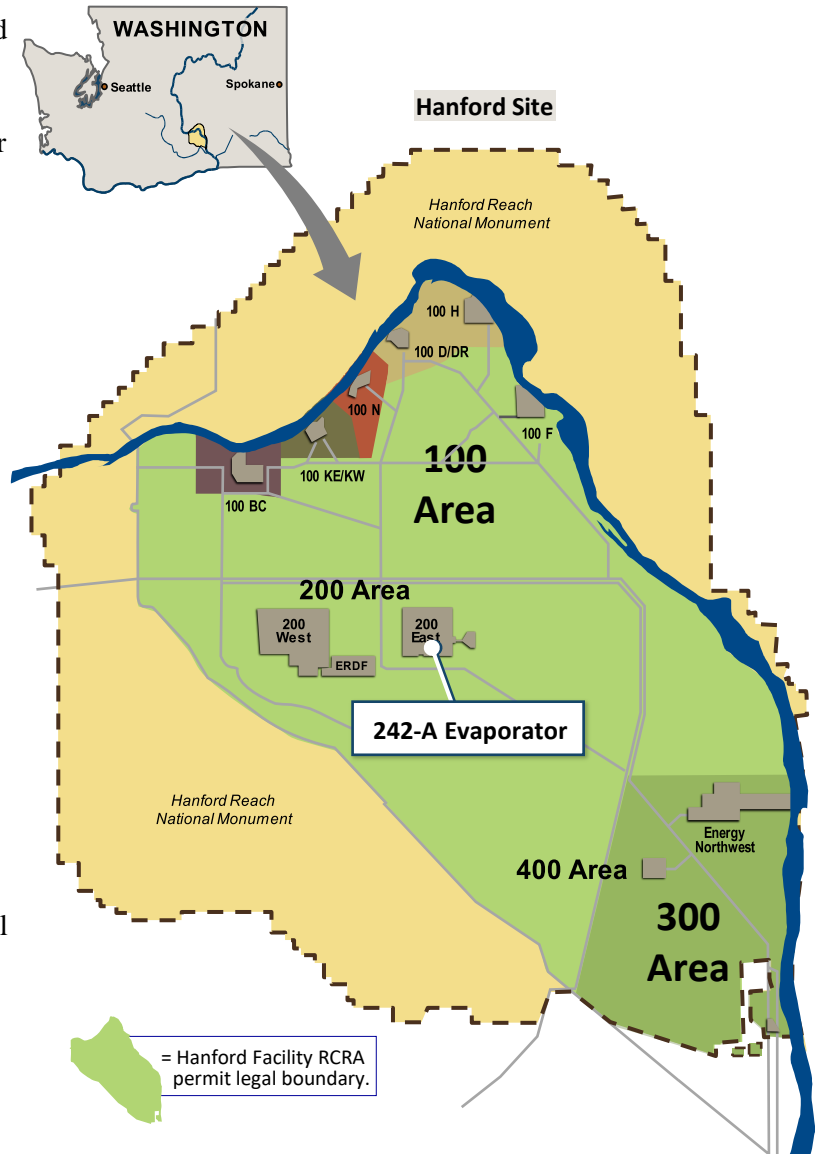 d
WASHINGTON
Seattle
Spokane
r
Hanford Site
Hanford Reach
National Monument
100 H
100 D/DR
100 N
100 F
100 KE/KW
100
Area
100 BC
200 Area
200
West
200
East
ERDF
242-A Evaporator
Hanford Reach
National Monument
Energy
Northwest
400 Area
300
Area
l
= Hanford Facility RCRA
permit legal boundary.